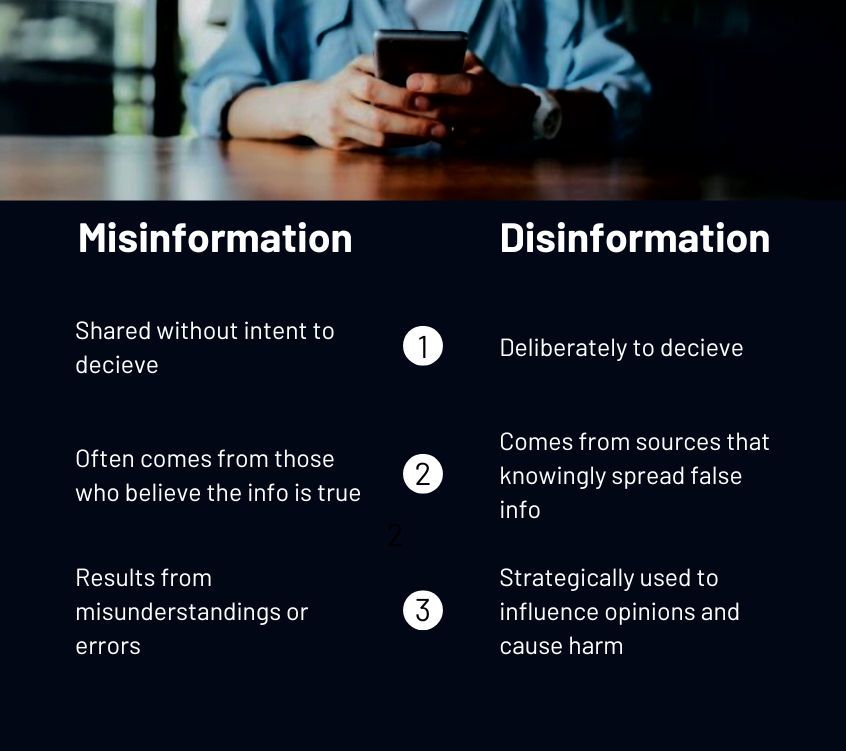 Misinformation
Disinformation
Shared without intent to
decieve
1
Deliberately to decieve
Often comes from those
who believe the info is true
2
Comes from sources that
knowingly spread false
info
2
Results from
misunderstandings or
errors
3
Strategically used to
influence opinions and
cause harm